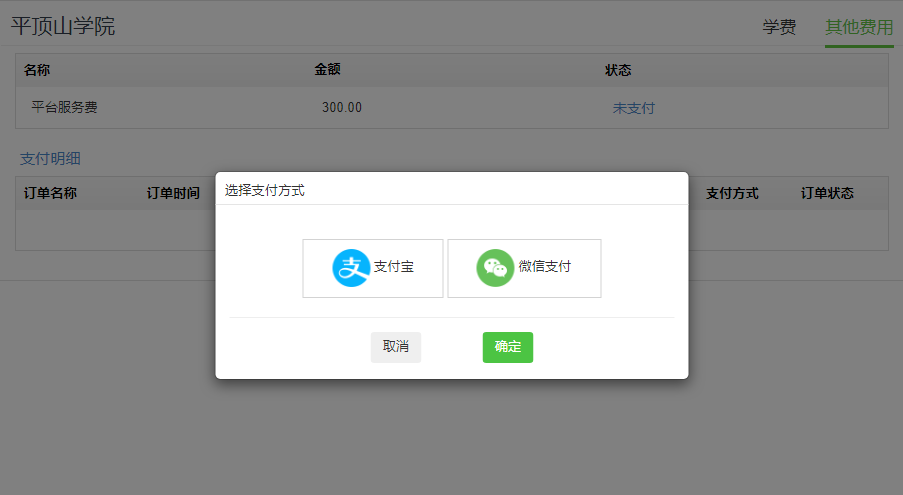 平顶山学院 学费 其他费用
名称 金额 状态
平台服务费 300.00 未支付
支付明细
订单名称 订单时间 支付方式 订单状态
选择支付方式
支付宝 微信支付
取消 确定